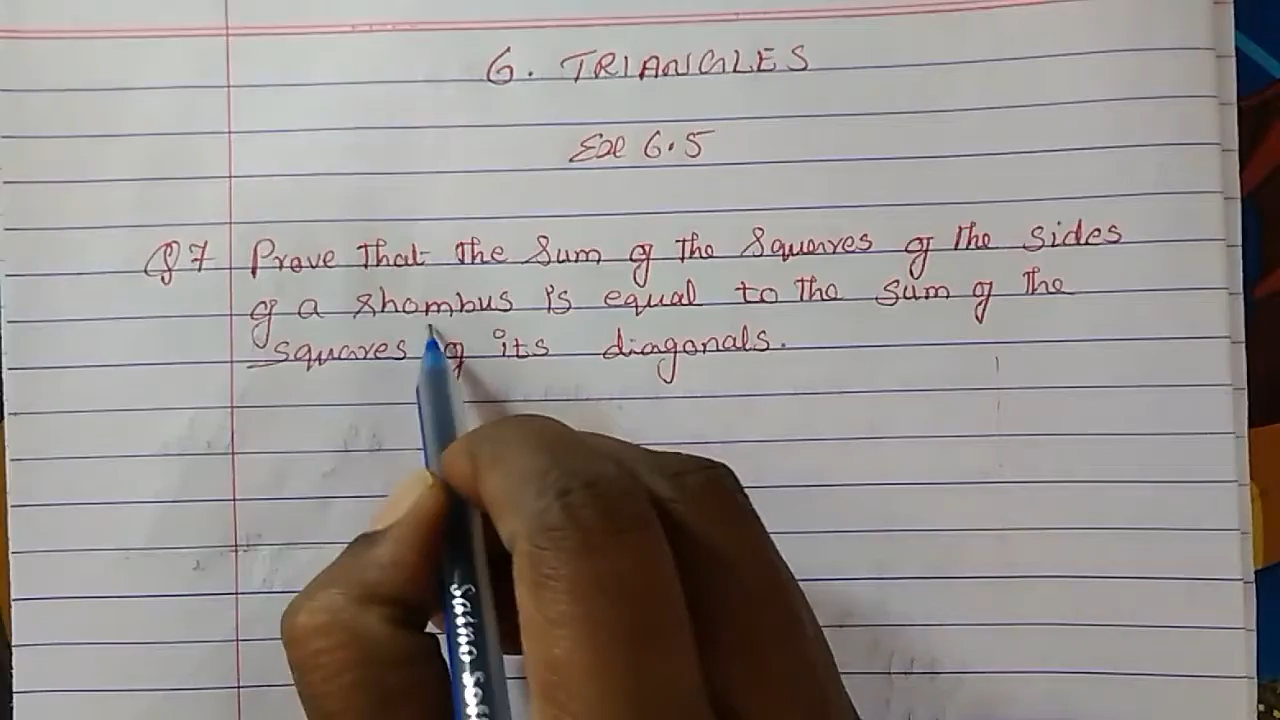 6. TRIANGLES
Exe 6.5
Q7 Prove that the Sum of the Squares of the sides
of a rhombus is equal to the sum of the
squares of its diagonals.
Saino